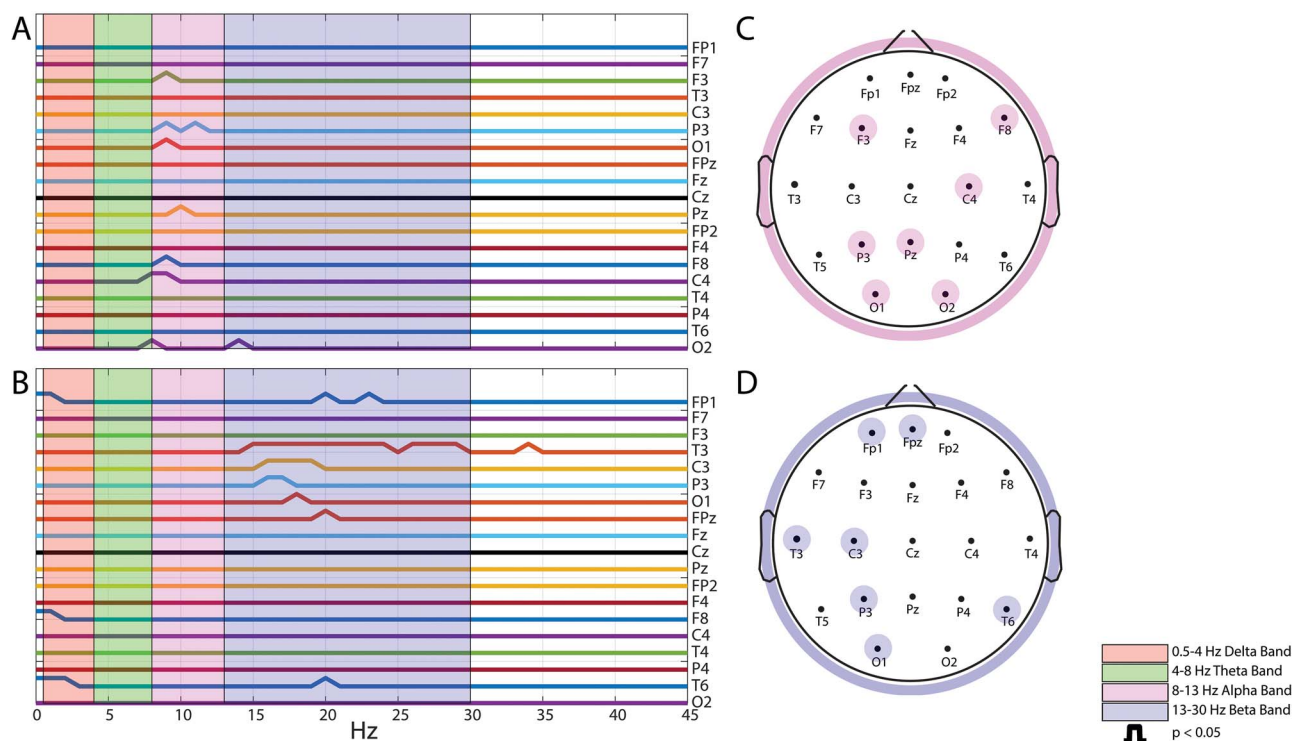 A
FP1
F7
F3
T3
C3
P3
O1
FPz
Fz
Cz
Pz
FP2
F4
F8
C4
T4
P4
T6
O2
B
FP1
F7
F3
T3
C3
P3
O1
FPz
Fz
Cz
Pz
FP2
F4
F8
C4
T4
P4
T6
O2
0 5 10 15 20 25 30 35 40 45
Hz
C
Fp1 Fpz Fp2
F7 F3 Fz F4 F8
T3 C3 Cz C4 T4
T5 P3 Pz P4 T6
O1 O2
D
Fp1 Fpz Fp2
F7 F3 Fz F4 F8
T3 C3 Cz C4 T4
T5 P3 Pz P4 T6
O1 O2
0.5-4 Hz Delta Band
4-8 Hz Theta Band
8-13 Hz Alpha Band
13-30 Hz Beta Band
p < 0.05